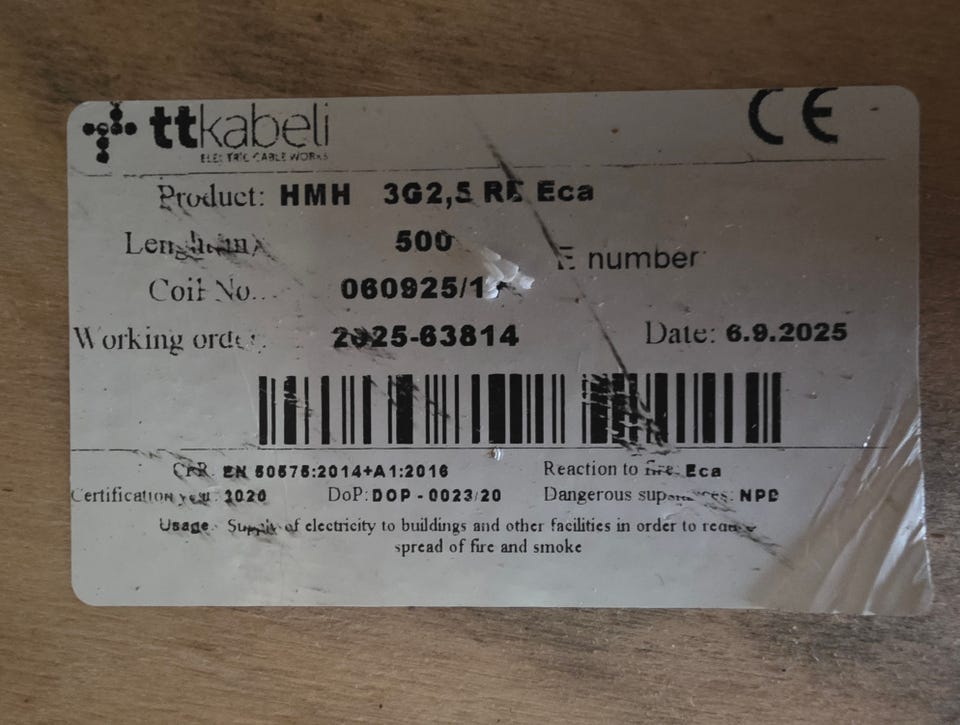 ttkabeli CE
ELECTRIC CABLE WORKS
Product: HMH 3G2,5 RE Eca
500
E number
Coil No. 060925/1
Working order: 2025-63814 Date: 6.9.2025
CPR EN 50575:2014+A1:2016 Reaction to fire: Eca
Certification year: 2020 DoP: DOP - 0023/20 Dangerous NPD
Usage: Supply of electricity to buildings and other facilities in order to reduce
spread of fire and smoke